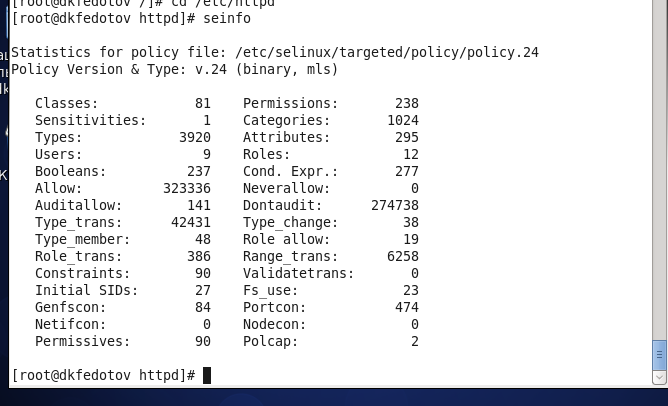 [root@dkfedotov /]# cd /etc/httpd
[root@dkfedotov httpd]# seinfo
Statistics for policy file: /etc/selinux/targeted/policy/policy.24
Policy Version & Type: v.24 (binary, mls)
Classes: 81 Permissions: 238
Sensitivities: 1 Categories: 1024
Types: 3920 Attributes: 295
Users: 9 Roles: 12
Booleans: 237 Cond. Expr.: 277
Allow: 323336 Neverallow: 0
Auditallow: 141 Dontaudit: 274738
Type_trans: 42431 Type_change: 38
Type_member: 48 Role allow: 19
Role_trans: 386 Range_trans: 6258
Constraints: 90 Validatetrans: 0
Initial SIDs: 27 Fs_use: 23
Genfscon: 84 Portcon: 474
Netifcon: 0 Nodecon: 0
Permissives: 90 Polcap: 2
[root@dkfedotov httpd]#